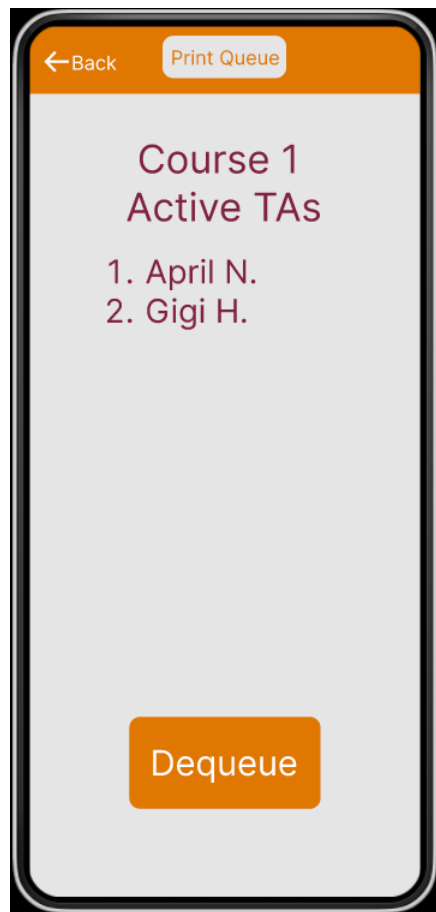 ←Back
Print Queue
Course 1
Active TAs
1. April N.
2. Gigi H.
Dequeue